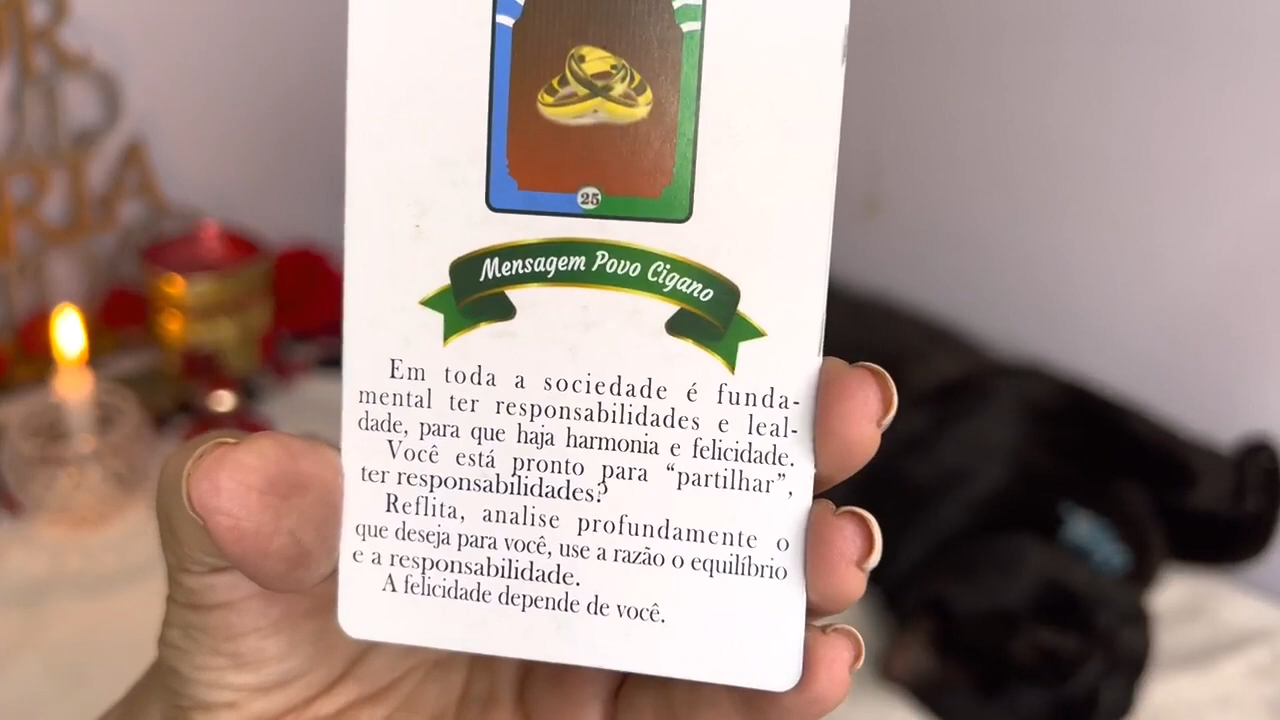 25
Mensagem Povo Cigano
Em toda a sociedade é funda-
mental ter responsabilidades e leal-
dade, para que haja harmonia e felicidade.
Você está pronto para “partilhar”,
ter responsabilidades?
Reflita, analise profundamente o
que deseja para você, use a razão o equilíbrio
e a responsabilidade.
A felicidade depende de você.